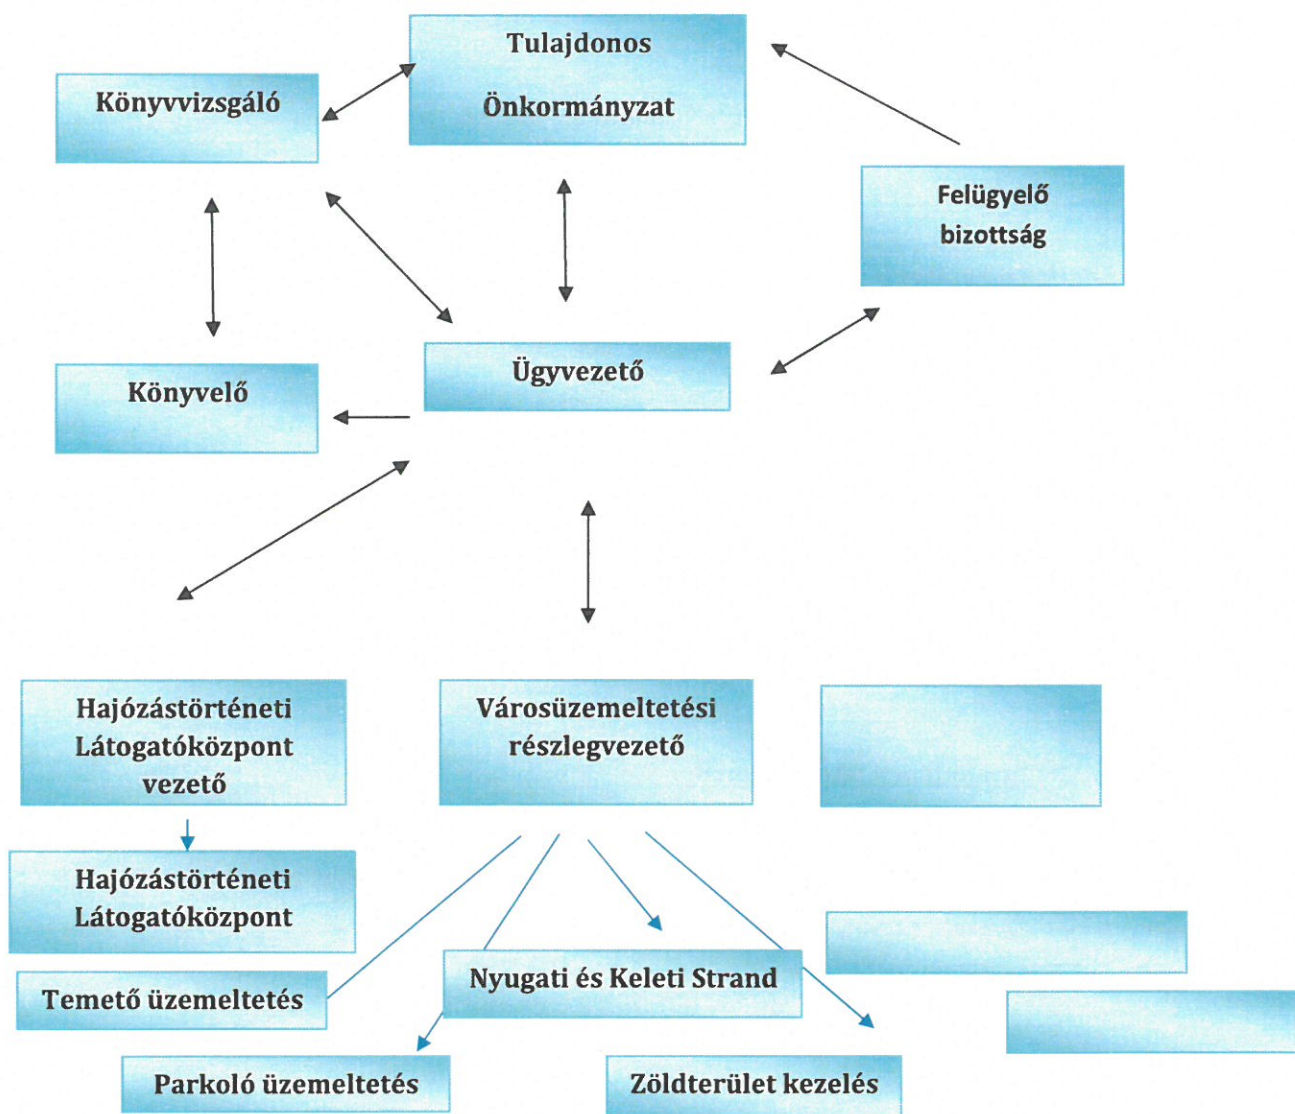 Tulajdonos
Önkormányzat
Könyvvizsgáló
Felügyelő
bizottság
Ügyvezető
Könyvelő
Hajózástörténeti
Látogatóközpont
vezető
Városüzemeltetési
részlegvezető
Hajózástörténeti
Látogatóközpont
Nyugati és Keleti Strand
Temető üzemeltetés
Parkoló üzemeltetés
Zöldterület kezelés